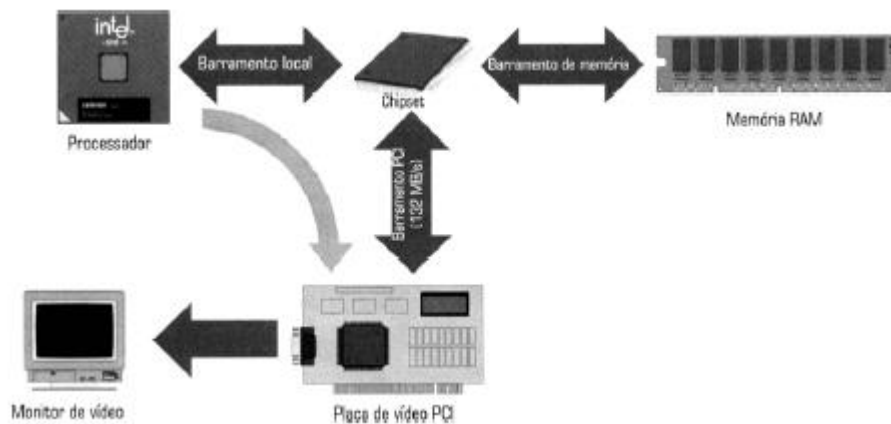 intel
Barramento local
Barramento de memória
Chipset
Memória RAM
Processador
Barramento PCI
(132 MB/s)
Monitor de vídeo
Placa de vídeo PCI